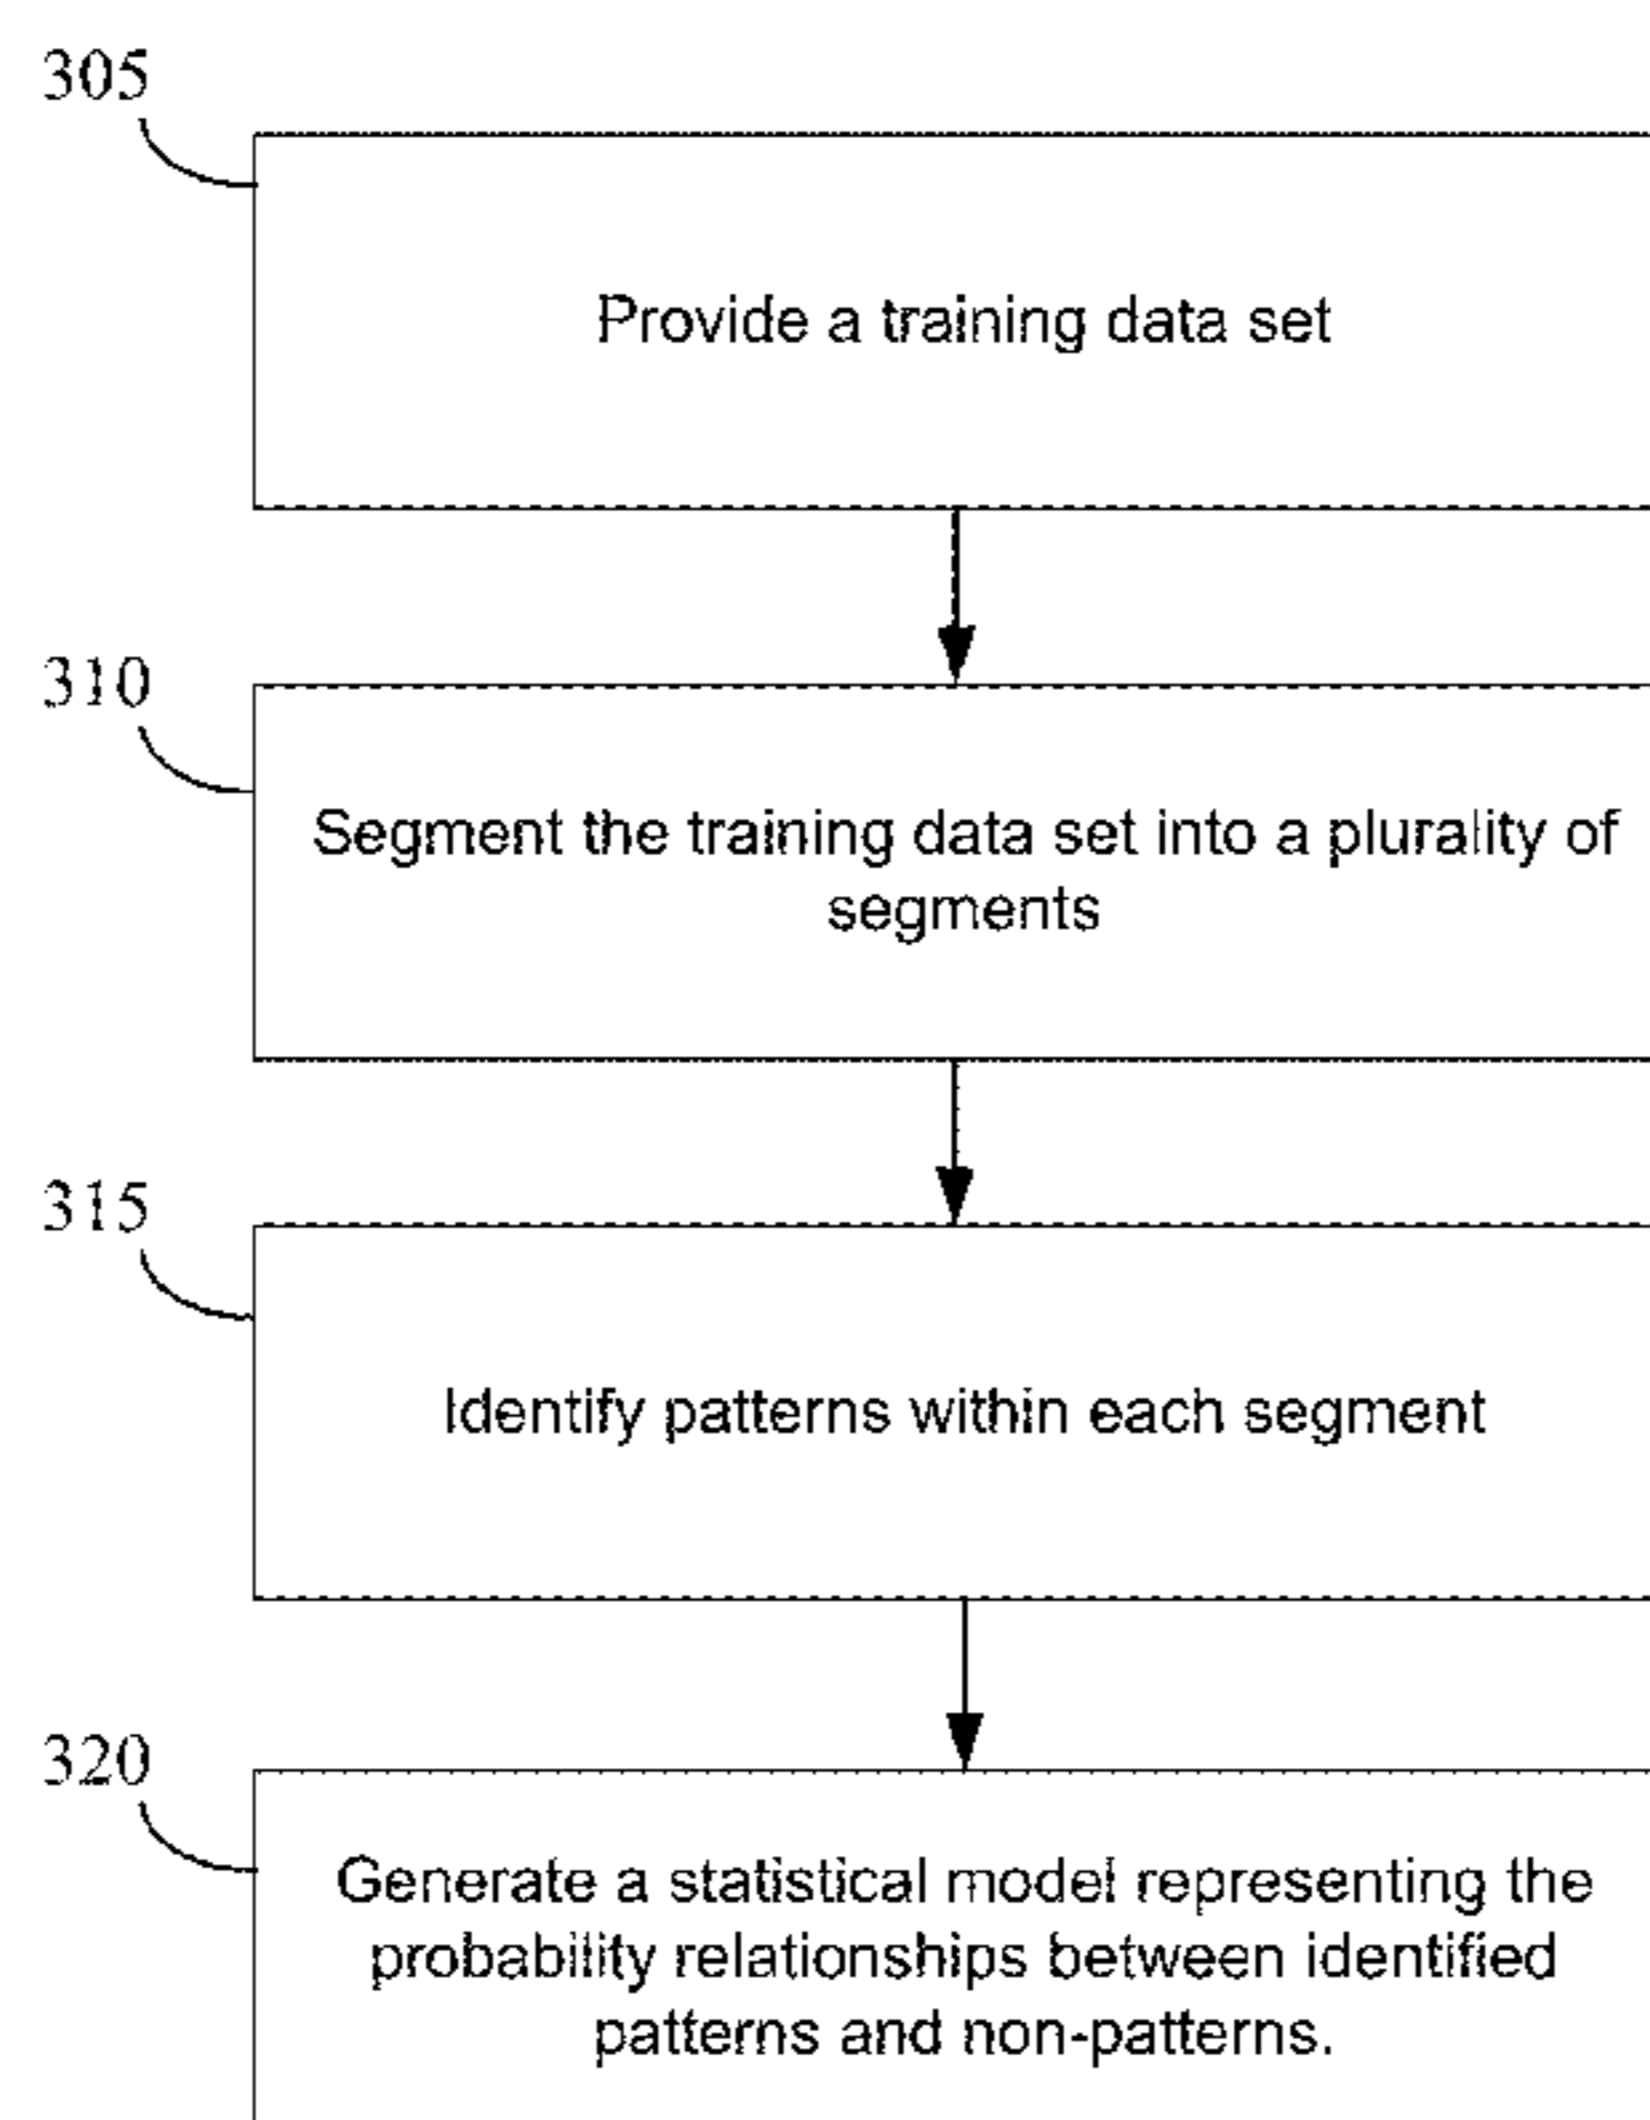 305
Provide a training data set
310
Segment the training data set into a plurality of
segments
315
Identify patterns within each segment
320
Generate a statistical model representing the
probability relationships between identified
patterns and non-patterns.